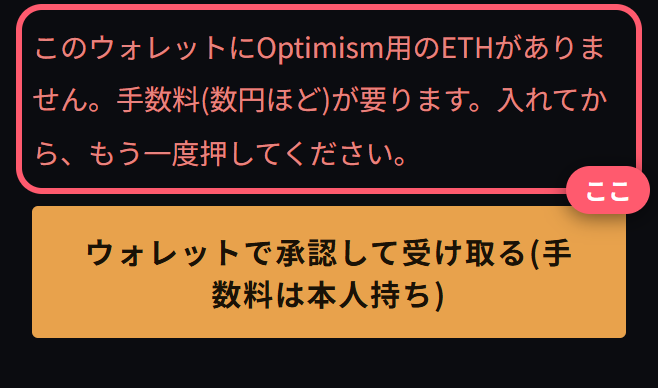 このウォレットにOptimism用のETHがありま
せん。手数料(数円ほど)が要ります。入れてか
ら、もう一度押してください。
ここ
ウォレットで承認して受け取る(手
数料は本人持ち)